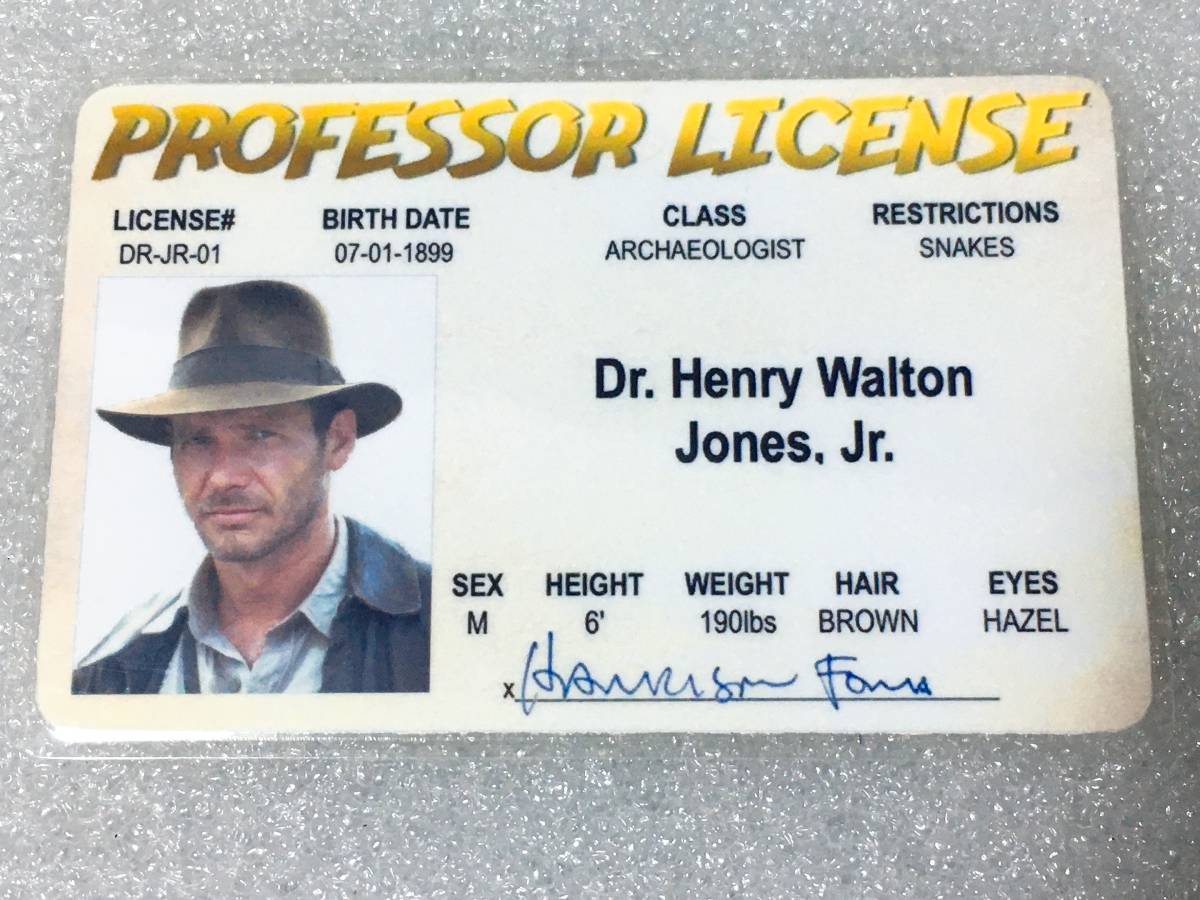 PROFESSOR LICENSE
LICENSE# BIRTH DATE CLASS RESTRICTIONS
DR-JR-01 07-01-1899 ARCHAEOLOGIST SNAKES
Dr. Henry Walton
Jones, Jr.
SEX HEIGHT WEIGHT HAIR EYES
M 6' 190lbs BROWN HAZEL
x Harrison Ford